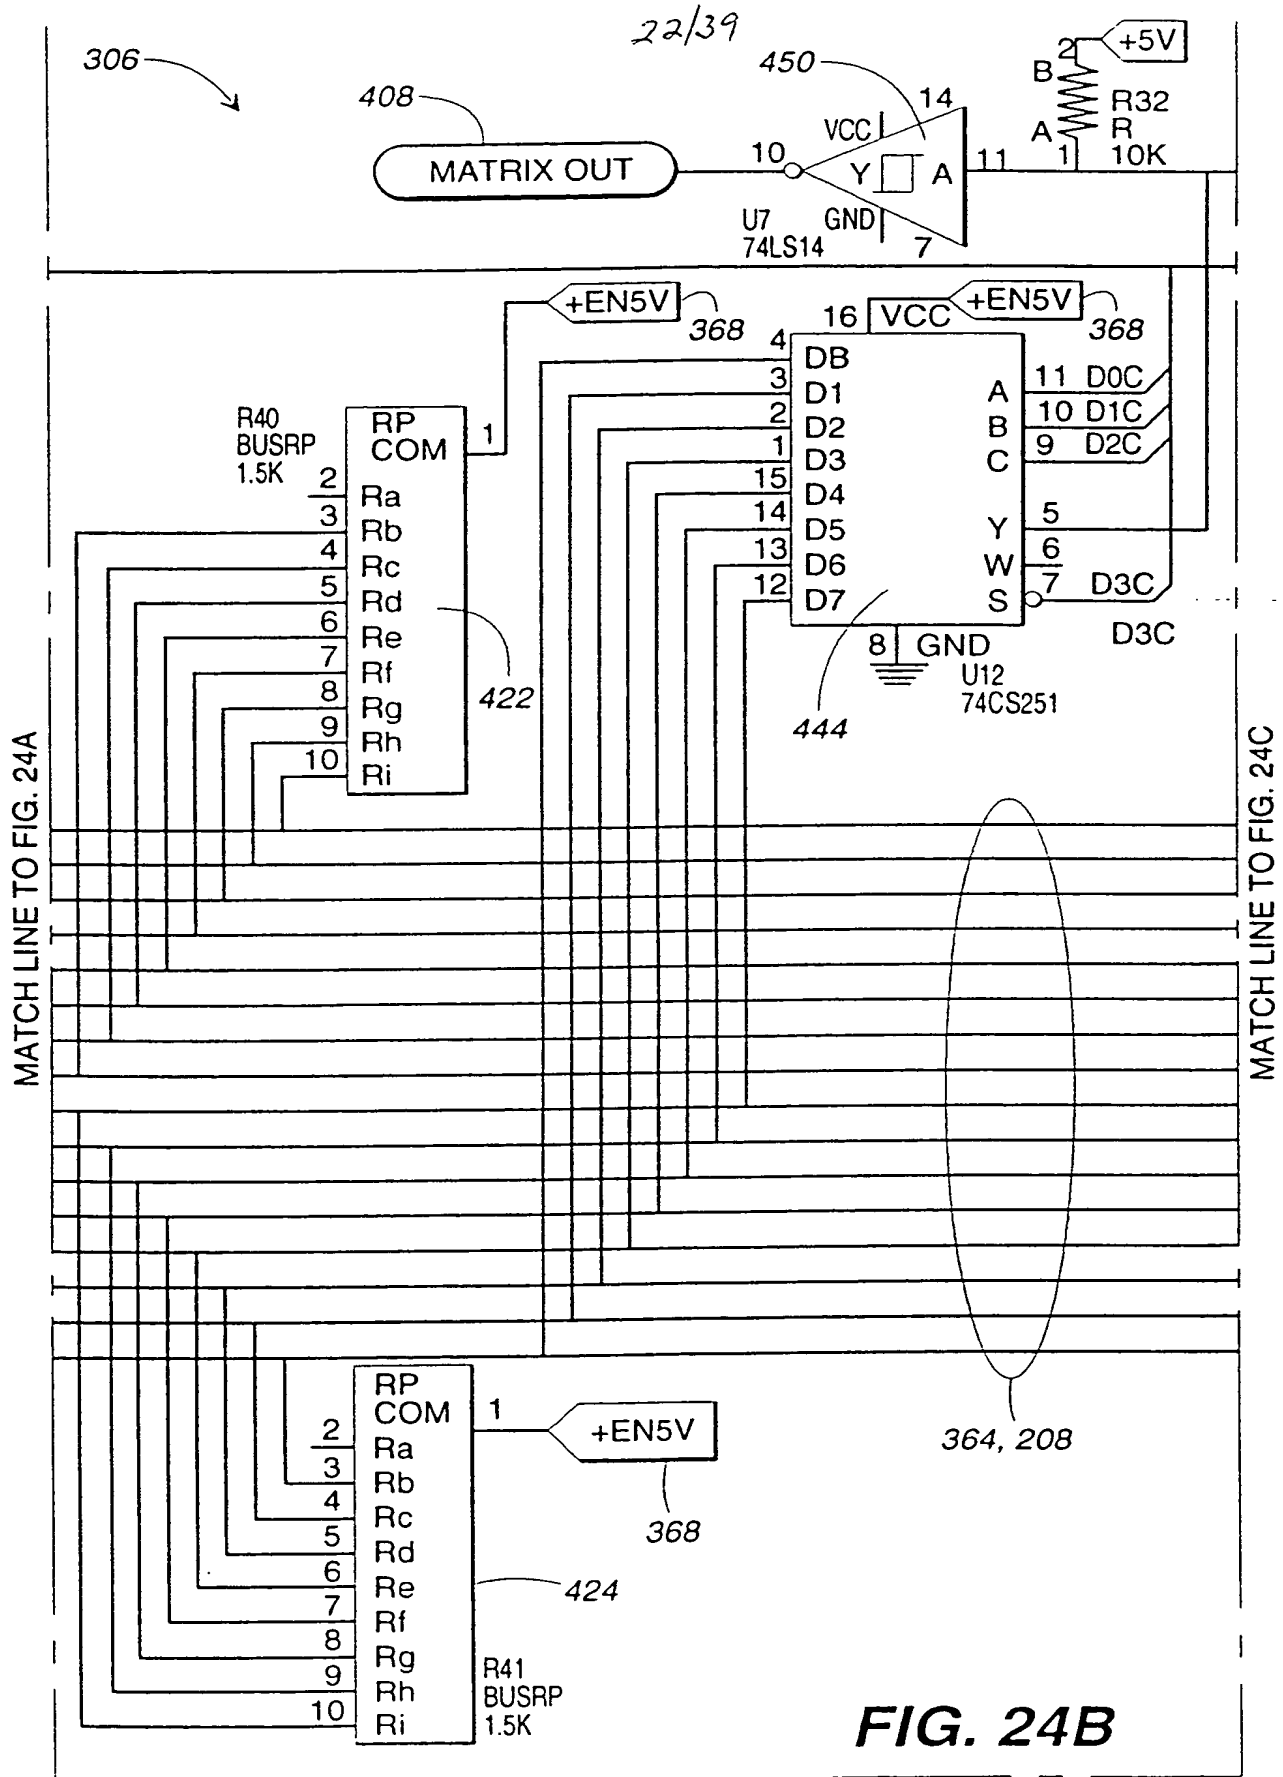 22/39
306
408
MATRIX OUT
450
14
VCC
10
Y
A
11
GND
U7
74LS14
7
2
+5V
B
A
1
R32
R
10K
+EN5V
368
16
VCC
+EN5V
368
R40
BUSRP
1.5K
RP
COM
1
2 Ra
3 Rb
4 Rc
5 Rd
6 Re
7 Rf
8 Rg
9 Rh
10 Ri
422
4 DB
3 D1
2 D2
1 D3
15 D4
14 D5
13 D6
12 D7
A 11 D0C
B 10 D1C
C 9 D2C
Y 5
W 6
S 7 D3C
D3C
8 GND
U12
74CS251
444
MATCH LINE TO FIG. 24A
MATCH LINE TO FIG. 24C
364, 208
RP
COM
1
+EN5V
368
2 Ra
3 Rb
4 Rc
5 Rd
6 Re
7 Rf
8 Rg
9 Rh
10 Ri
424
R41
BUSRP
1.5K
FIG. 24B